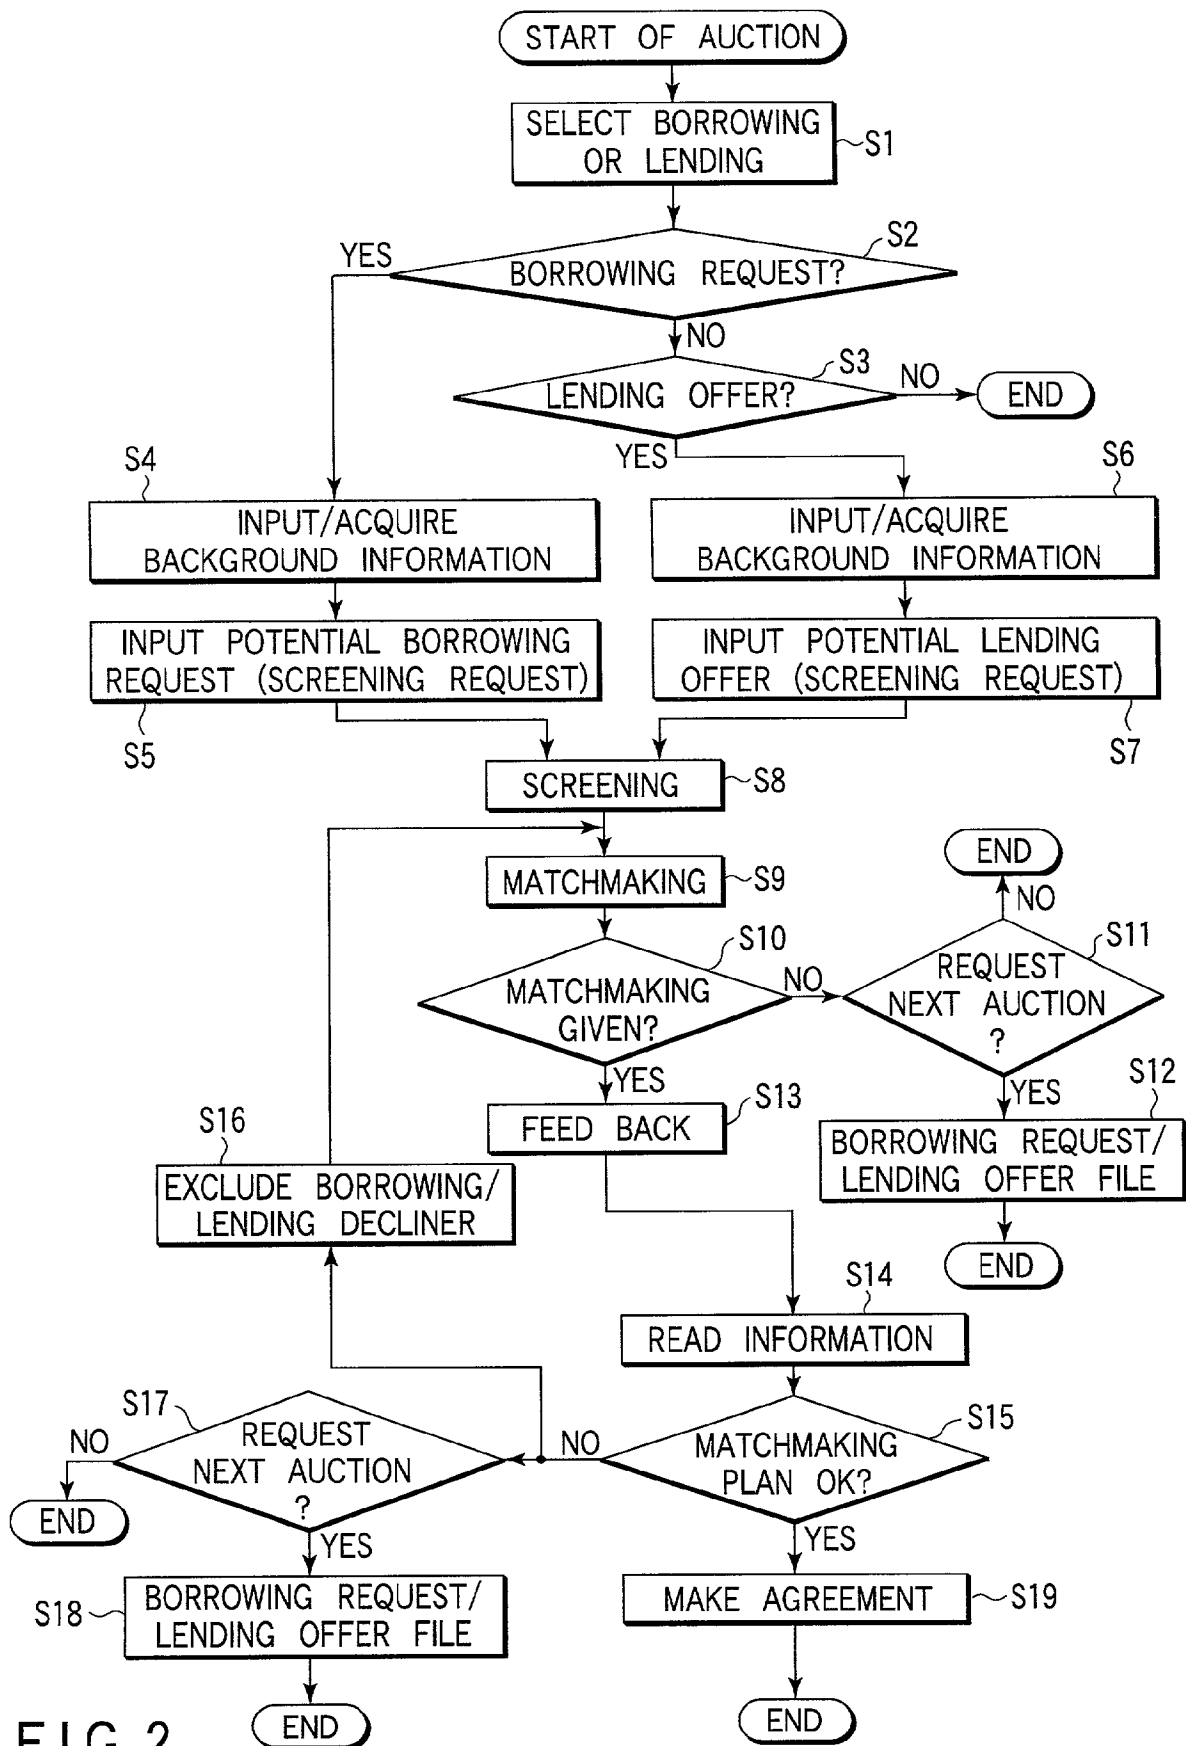 START OF AUCTION
SELECT BORROWING
OR LENDING
S1
S2
YES
BORROWING REQUEST?
NO
S3
LENDING OFFER?
NO
END
YES
S4
INPUT/ACQUIRE
BACKGROUND INFORMATION
S6
INPUT/ACQUIRE
BACKGROUND INFORMATION
INPUT POTENTIAL BORROWING
REQUEST (SCREENING REQUEST)
S5
INPUT POTENTIAL LENDING
OFFER (SCREENING REQUEST)
S7
SCREENING
S8
MATCHMAKING
S9
END
NO
S10
MATCHMAKING
GIVEN?
NO
S11
REQUEST
NEXT AUCTION
?
YES
YES
S13
FEED BACK
S12
BORROWING REQUEST/
LENDING OFFER FILE
END
S16
EXCLUDE BORROWING/
LENDING DECLINER
S14
READ INFORMATION
S15
MATCHMAKING
PLAN OK?
NO
S17
REQUEST
NEXT AUCTION
?
NO
END
YES
YES
S18
BORROWING REQUEST/
LENDING OFFER FILE
END
MAKE AGREEMENT
S19
END
FIG. 2